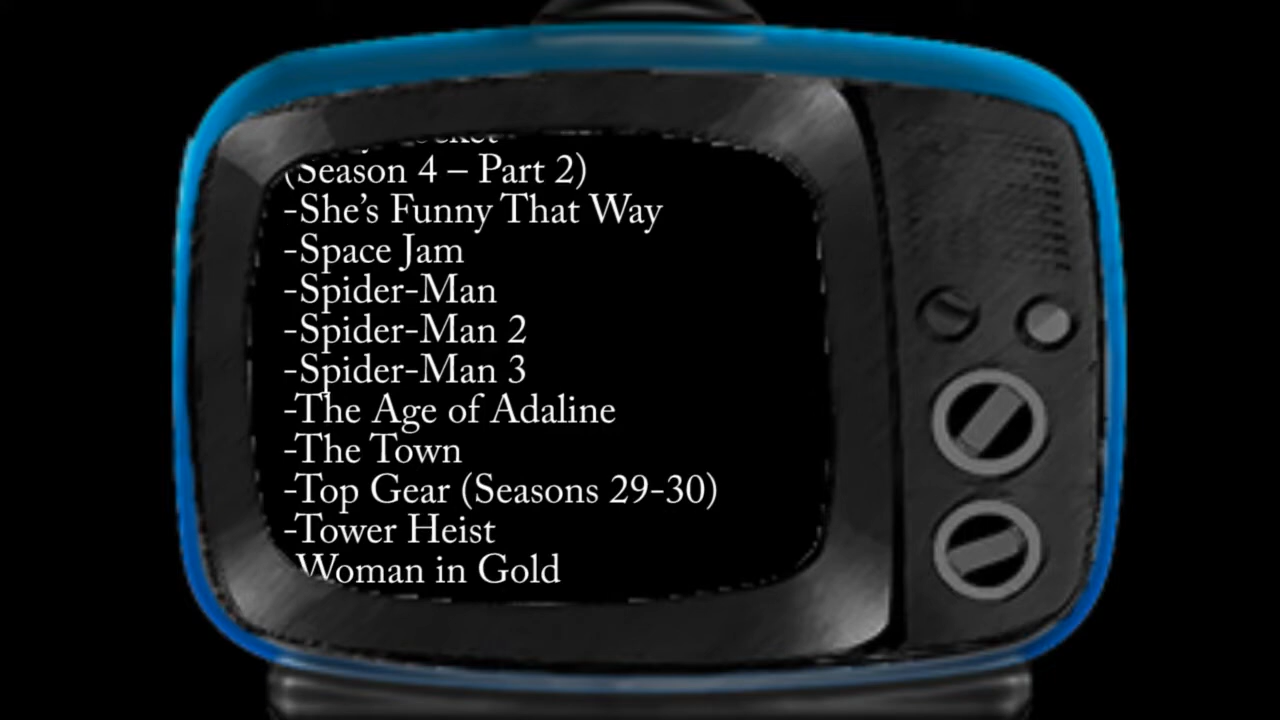 (Season 4 – Part 2)
-She's Funny That Way
-Space Jam
-Spider-Man
-Spider-Man 2
-Spider-Man 3
-The Age of Adaline
-The Town
-Top Gear (Seasons 29-30)
-Tower Heist
Woman in Gold